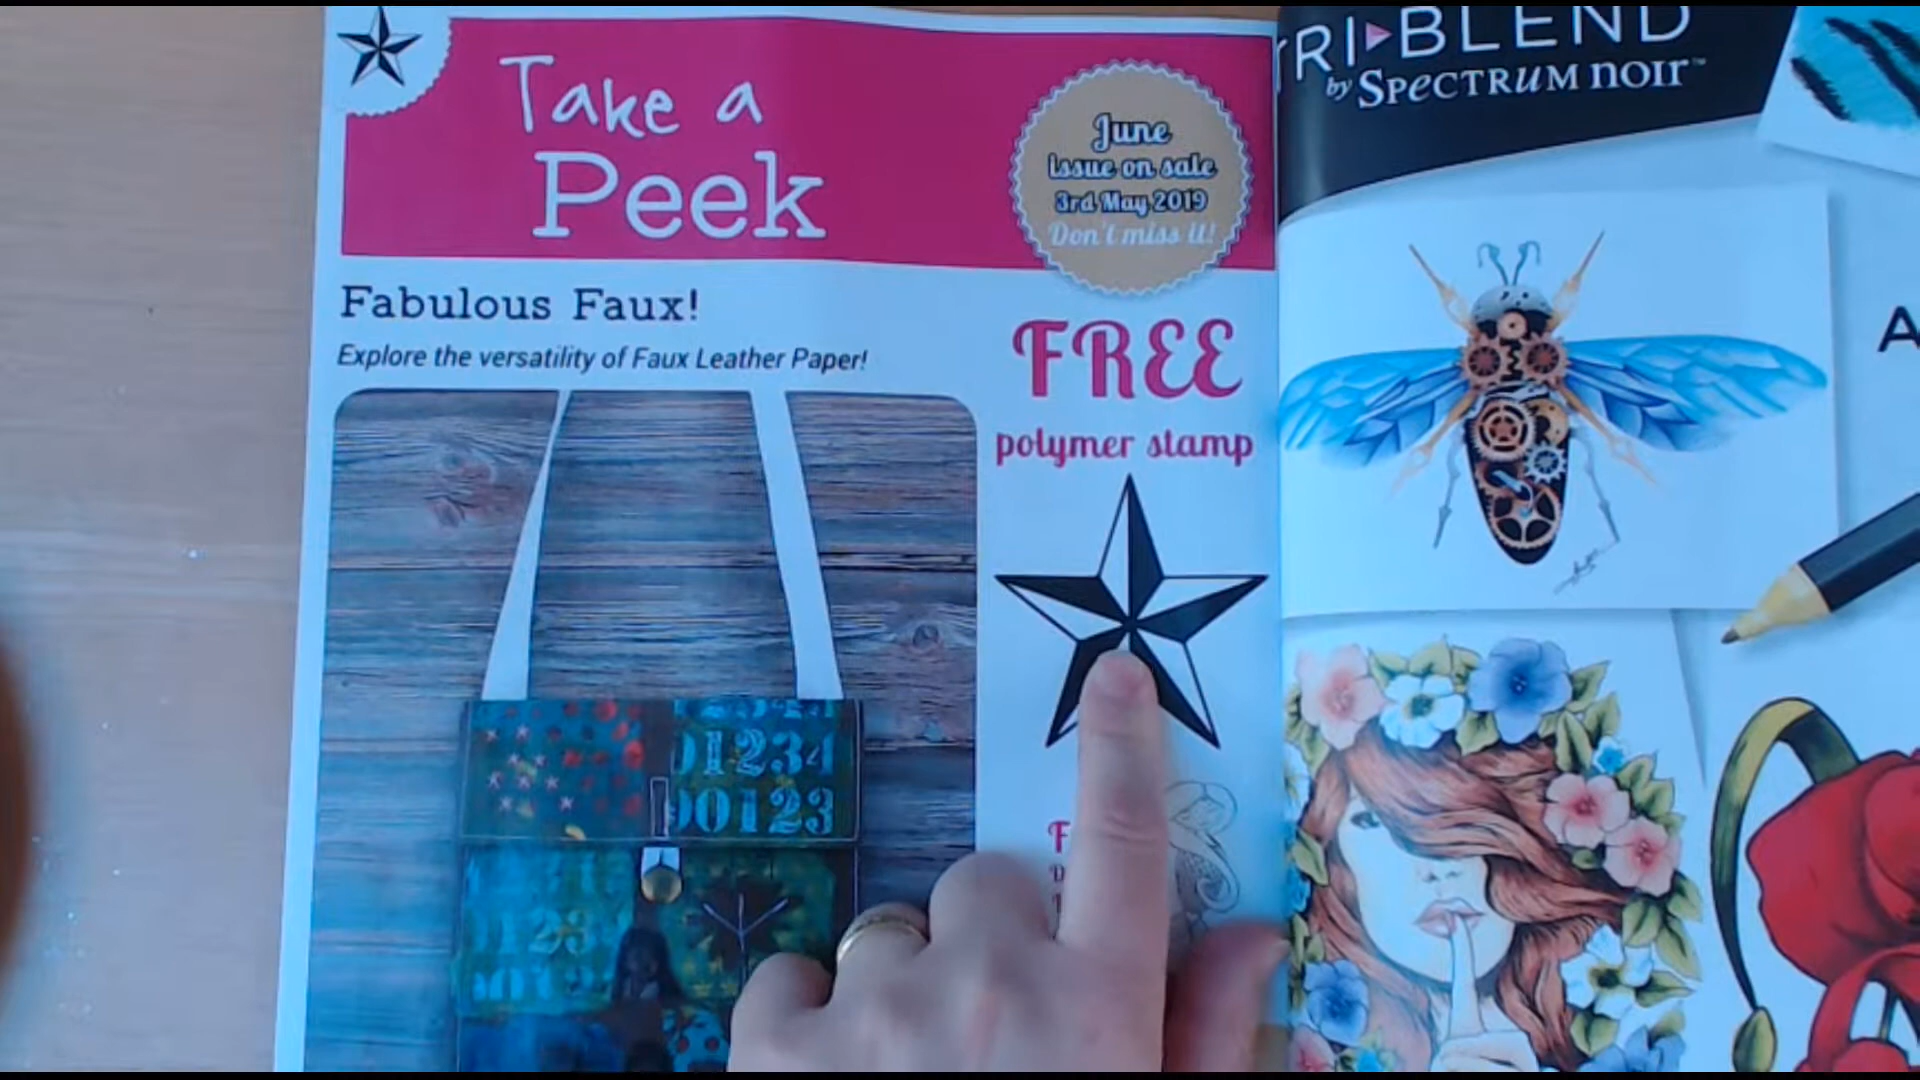 Take a
Peek
June
Issue on sale
3rd May 2019
Don't miss it!
Fabulous Faux!
Explore the versatility of Faux Leather Paper!
FREE
polymer stamp
01234
00123
TRI BLEND
by SPECTRUM NOIR™